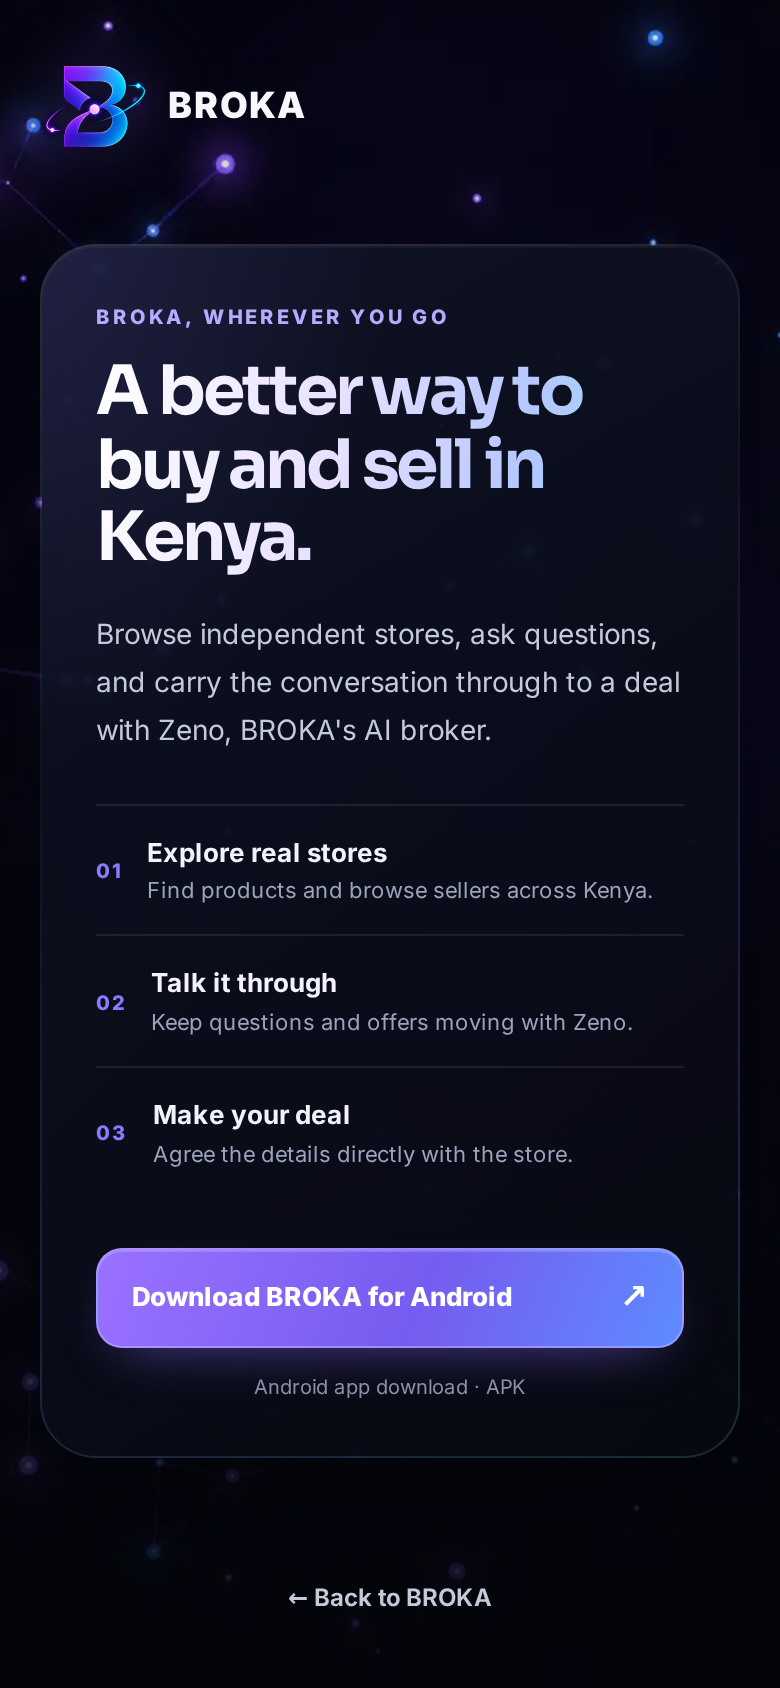 BROKA
BROKA, WHEREVER YOU GO
A better way to
buy and sell in
Kenya.
Browse independent stores, ask questions,
and carry the conversation through to a deal
with Zeno, BROKA's AI broker.
01
Explore real stores
Find products and browse sellers across Kenya.
02
Talk it through
Keep questions and offers moving with Zeno.
03
Make your deal
Agree the details directly with the store.
Download BROKA for Android ↗
Android app download · APK
← Back to BROKA